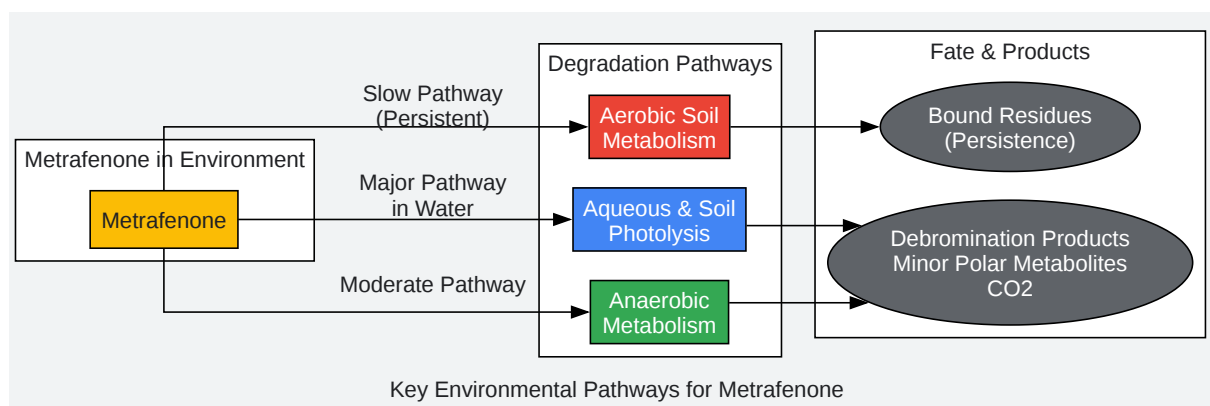 Fate & Products
Degradation Pathways
Slow Pathway
(Persistent)
Aerobic Soil
Metabolism
Bound Residues
(Persistence)
Metrafenone in Environment
Metrafenone
Major Pathway
in Water
Aqueous & Soil
Photolysis
Debromination Products
Minor Polar Metabolites
CO2
Moderate Pathway
Anaerobic
Metabolism
Key Environmental Pathways for Metrafenone